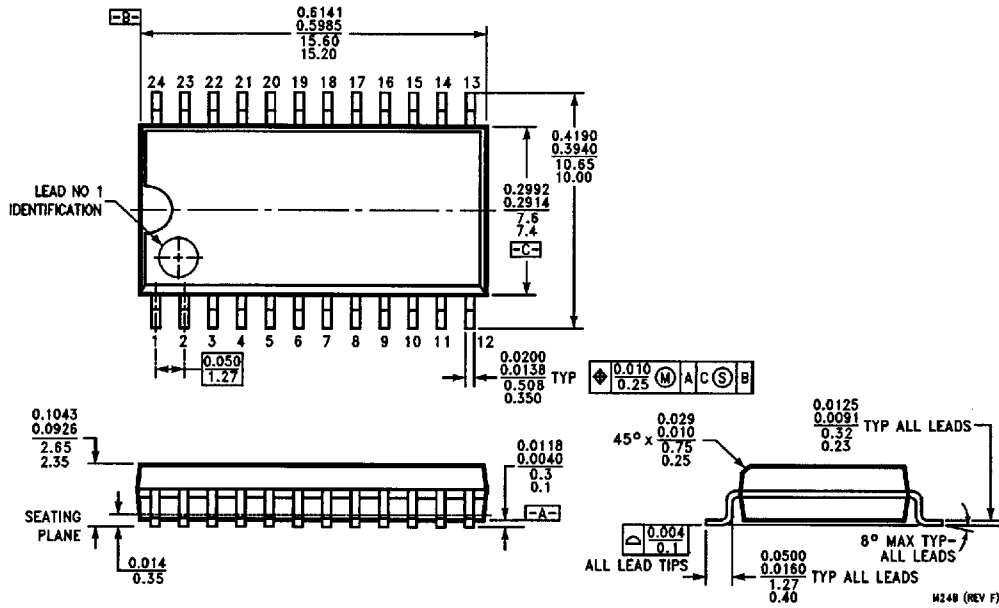 -B-
0.6141
0.5985
15.60
15.20
24 23 22 21 20 19 18 17 16 15 14 13
0.4190
0.3940
10.65
10.00
LEAD NO 1
IDENTIFICATION
0.2992
0.2914
7.6
7.4
-C-
1 2 3 4 5 6 7 8 9 10 11 12
0.050
1.27
0.0200
0.0138
0.508
0.350
TYP
⌖ 0.010 Ⓜ A C Ⓢ B
0.25
0.1043
0.0926
2.65
2.35
0.0118
0.0040
0.3
0.1
-A-
SEATING
PLANE
0.014
0.35
45° x
0.029
0.010
0.75
0.25
0.0125
0.0091
0.32
0.23
TYP ALL LEADS
0.004
0.1
ALL LEAD TIPS
0.0500
0.0160
1.27
0.40
TYP ALL LEADS
8° MAX TYP-
ALL LEADS
M24B (REV F)